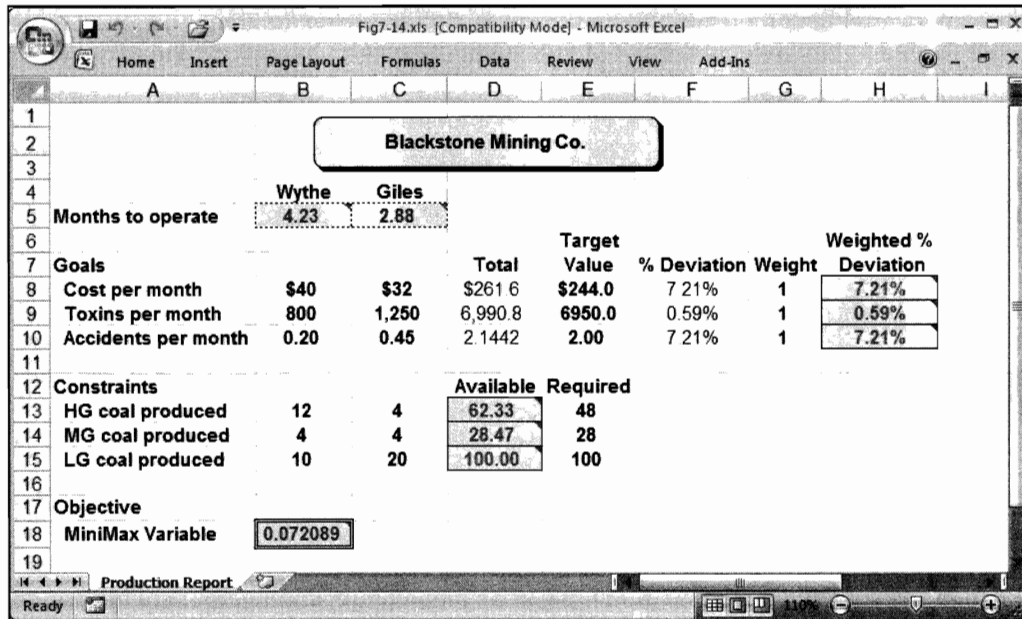 Fig7-14.xls [Compatibility Mode] - Microsoft Excel
Home Insert Page Layout Formulas Data Review View Add-Ins
A B C D E F G H I
1
2 Blackstone Mining Co.
3
4 Wythe Giles
5 Months to operate 4.23 2.88
6 Target Weighted %
7 Goals Total Value % Deviation Weight Deviation
8 Cost per month $40 $32 $261.6 $244.0 7.21% 1 7.21%
9 Toxins per month 800 1,250 6,990.8 6950.0 0.59% 1 0.59%
10 Accidents per month 0.20 0.45 2.1442 2.00 7.21% 1 7.21%
11
12 Constraints Available Required
13 HG coal produced 12 4 62.33 48
14 MG coal produced 4 4 28.47 28
15 LG coal produced 10 20 100.00 100
16
17 Objective
18 MiniMax Variable 0.072089
19
Production Report
Ready 110%